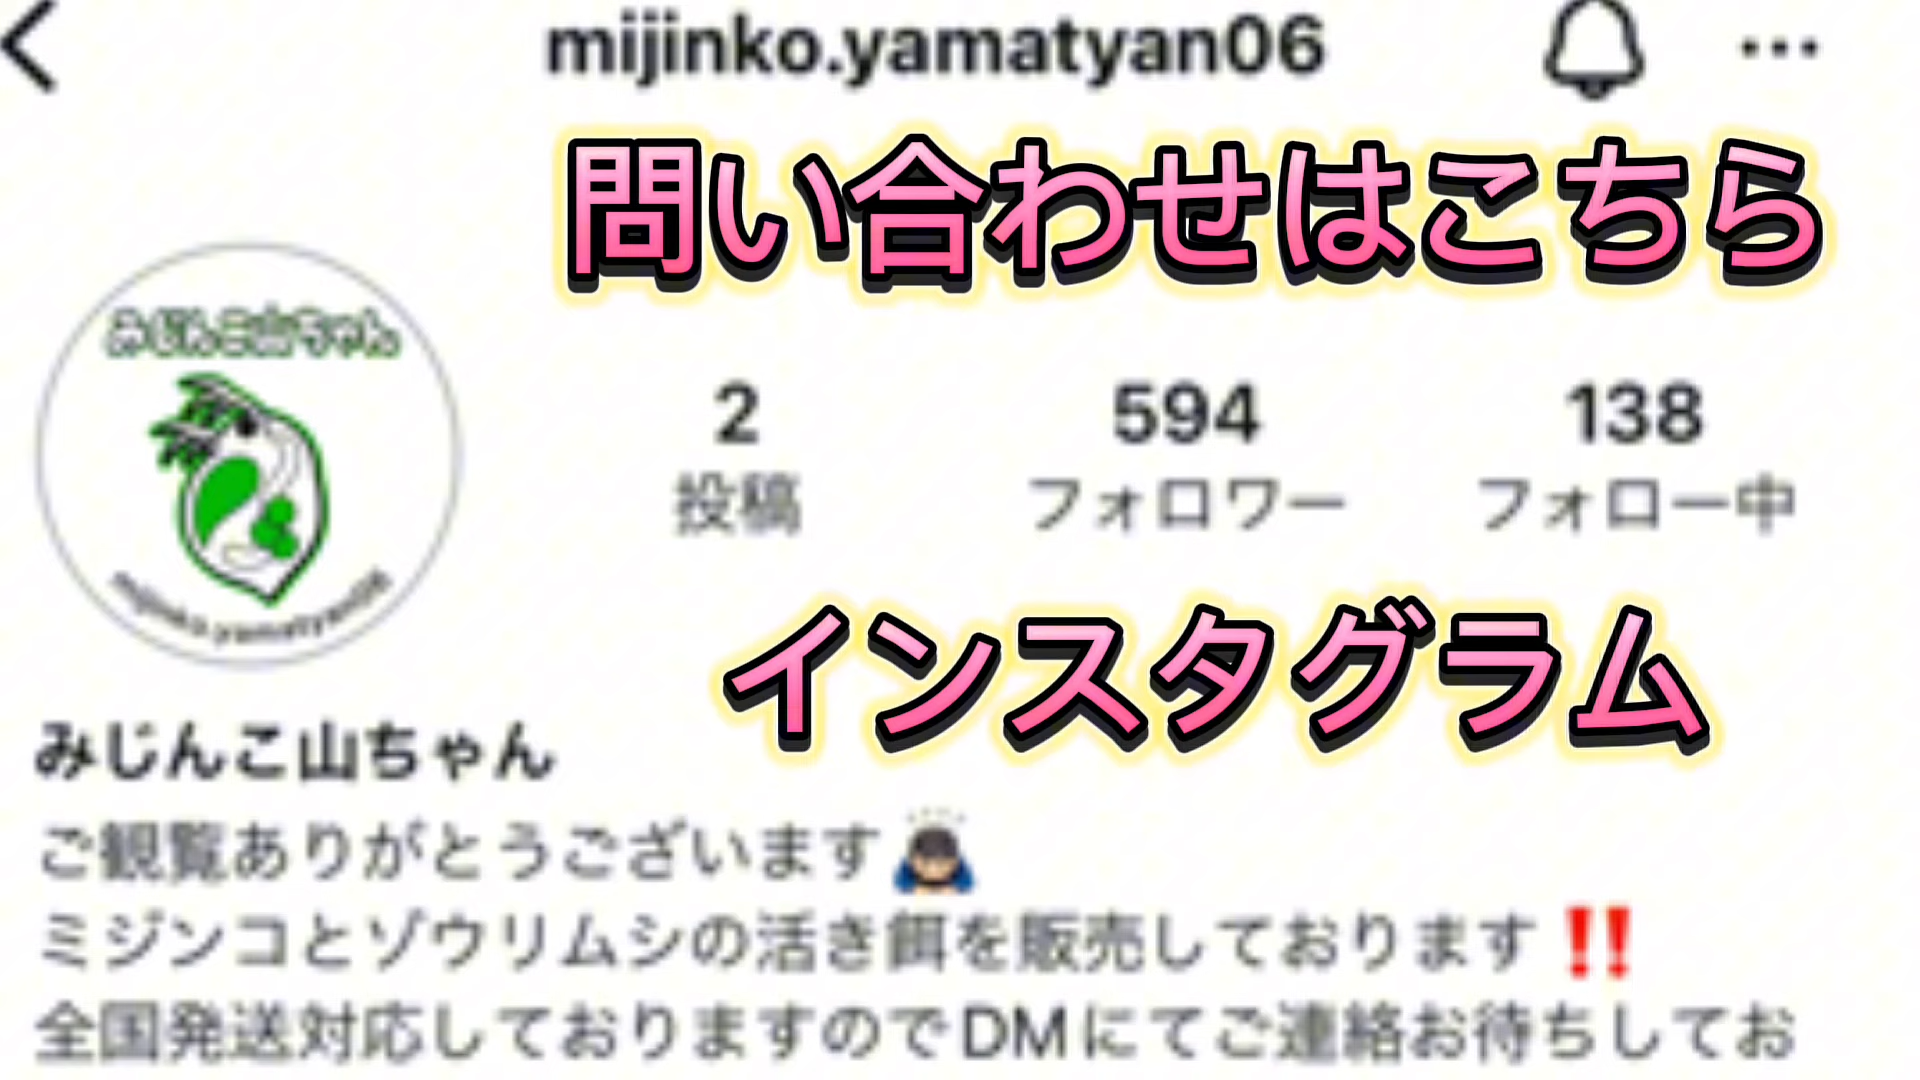 mijinko.yamatyan06
問い合わせはこちら
みじんこ山ちゃん
mijinko.yamatyan06
2
投稿
594
フォロワー
138
フォロー中
インスタグラム
みじんこ山ちゃん
ご観覧ありがとうございます🙇
ミジンコとゾウリムシの活き餌を販売しております‼️
全国発送対応しておりますのでDMにてご連絡お待ちしてお